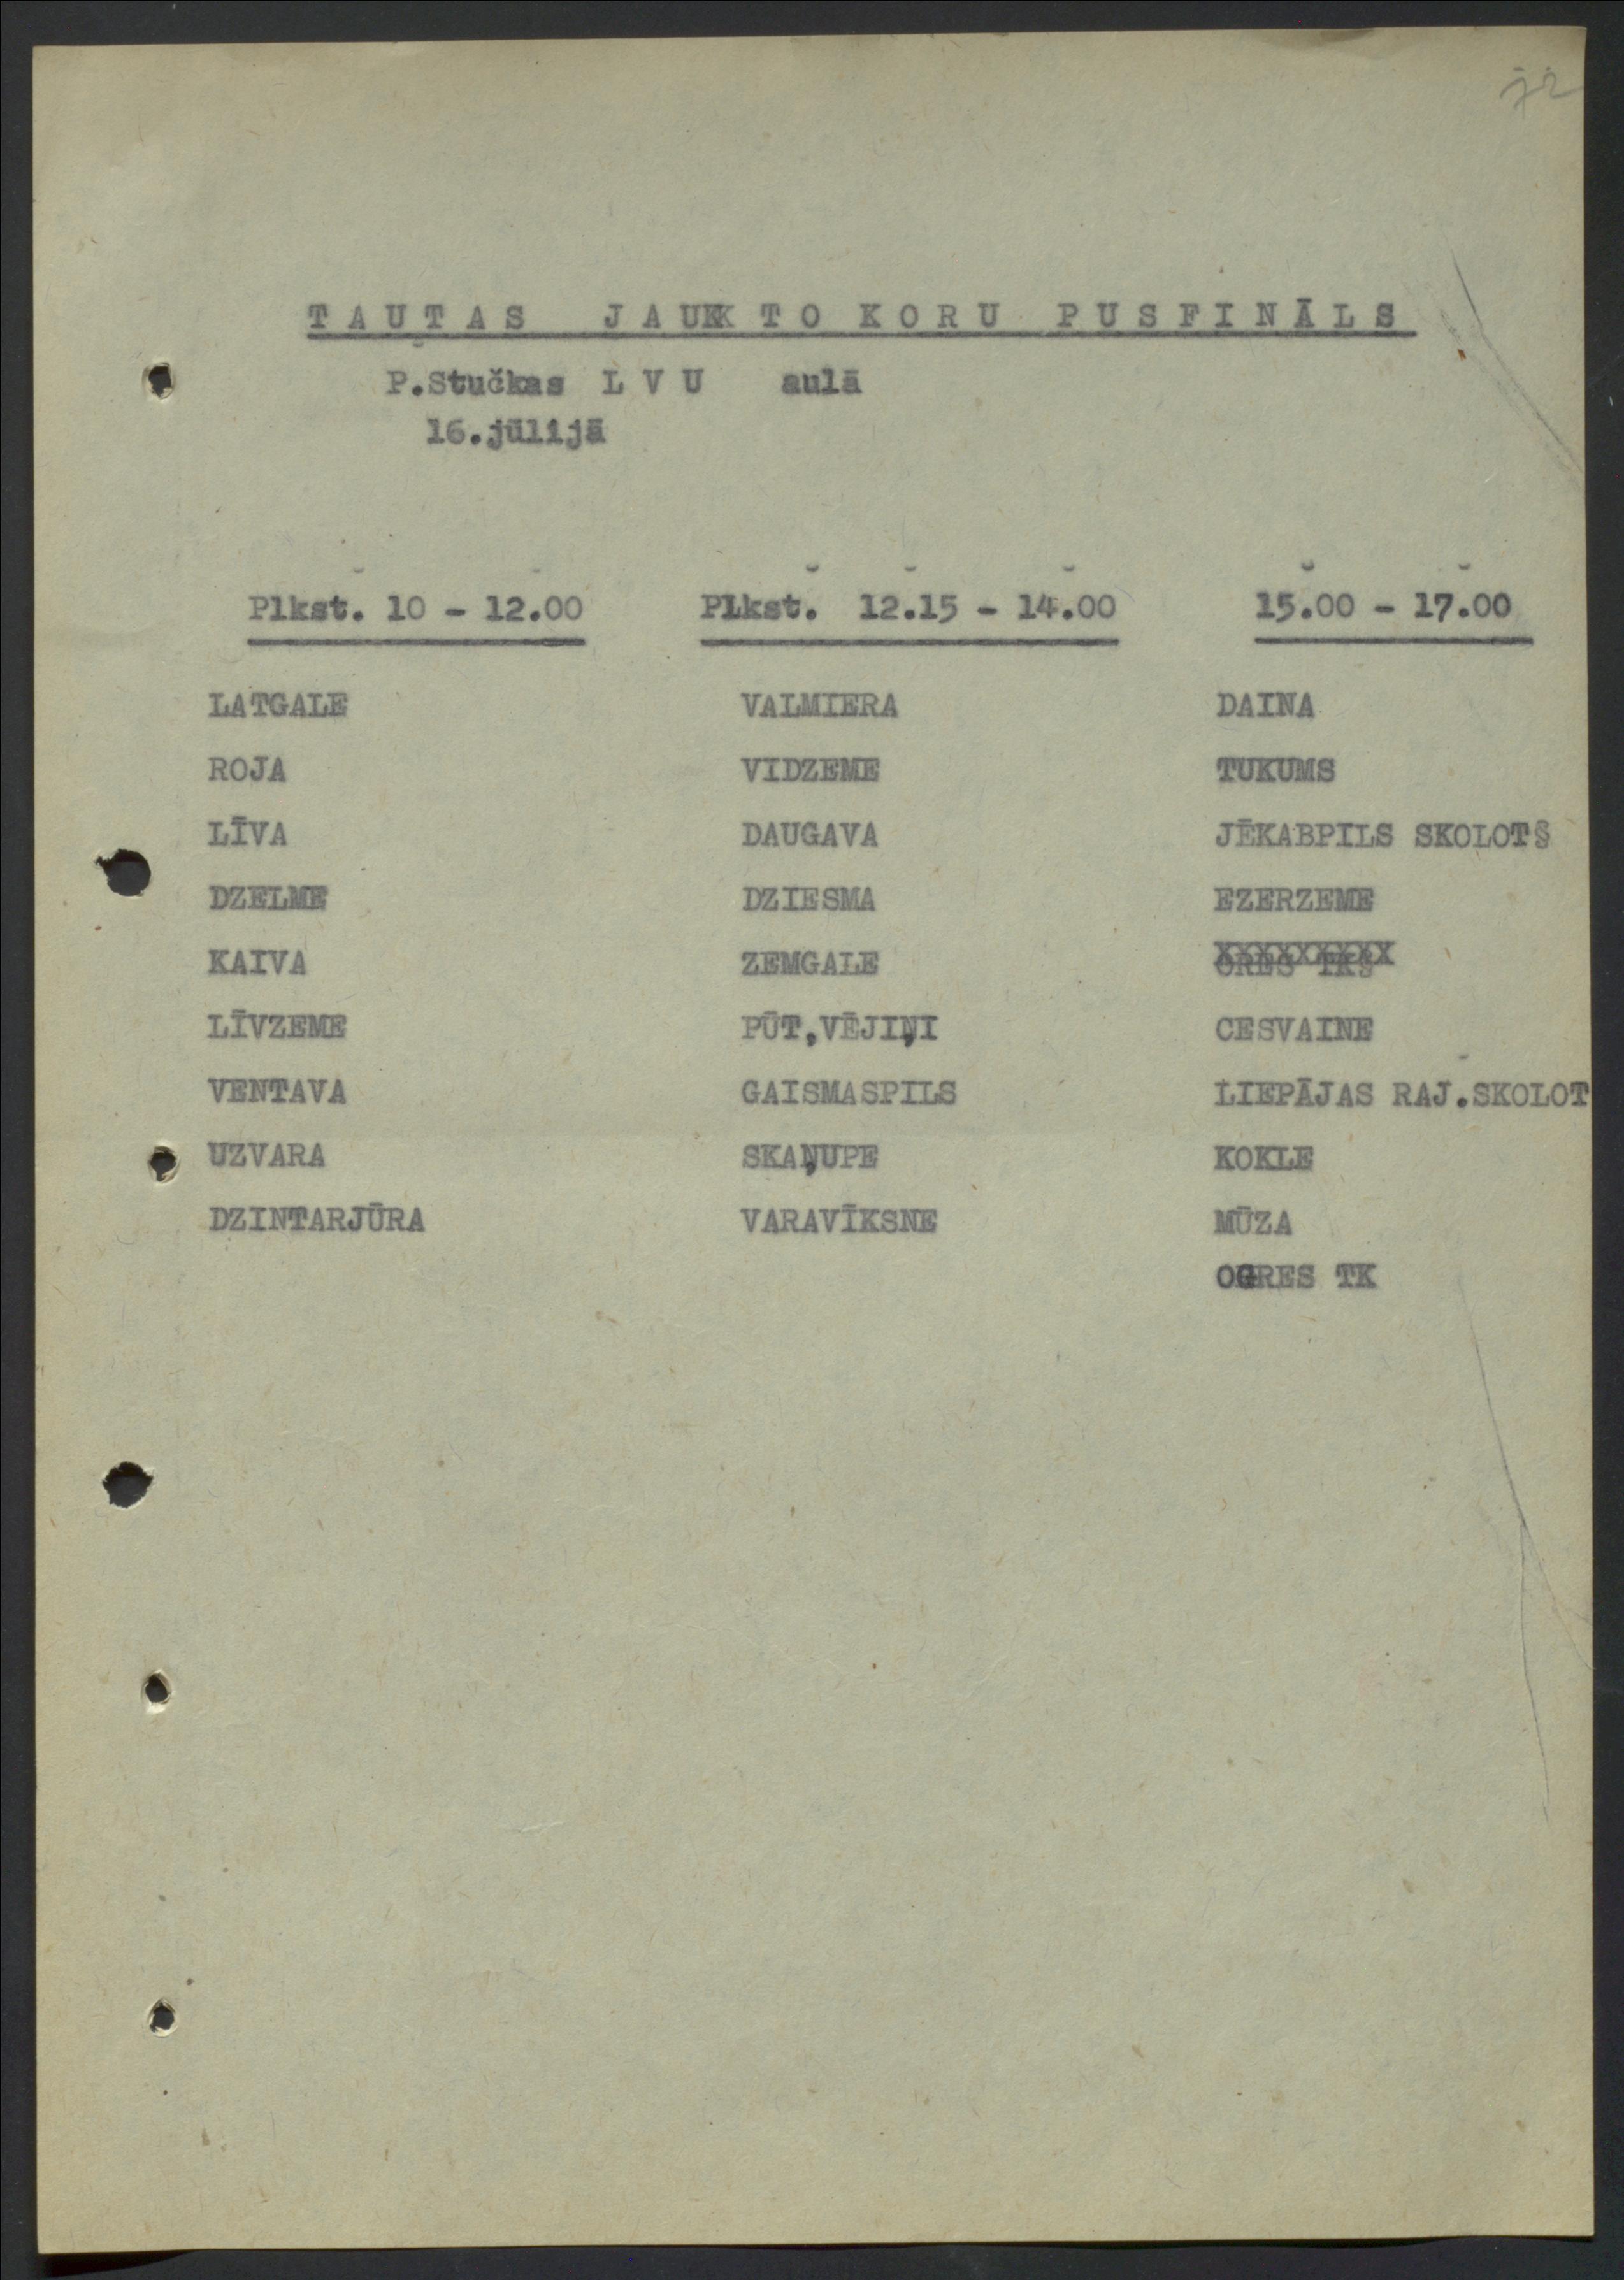 72
TAUTAS JAUKTO KORU PUSFINĀLS
P.Stučkas LVU aulā
16.jūlijā
Plkst. 10 - 12.00
LATGALE
ROJA
LĪVA
DZELME
KAIVA
LĪVZEME
VENTAVA
UZVARA
DZINTARJŪRA
Plkst. 12.15 - 14.00
VALMIERA
VIDZEME
DAUGAVA
DZIESMA
ZEMGALE
PŪT,VĒJIŅI
GAISMASPILS
SKAŅUPE
VARAVĪKSNE
15.00 - 17.00
DAINA
TUKUMS
JĒKABPILS SKOLOT§
EZERZEME
CESVAINE
LIEPĀJAS RAJ.SKOLOT
KOKLE
MŪZA
OGRES TK